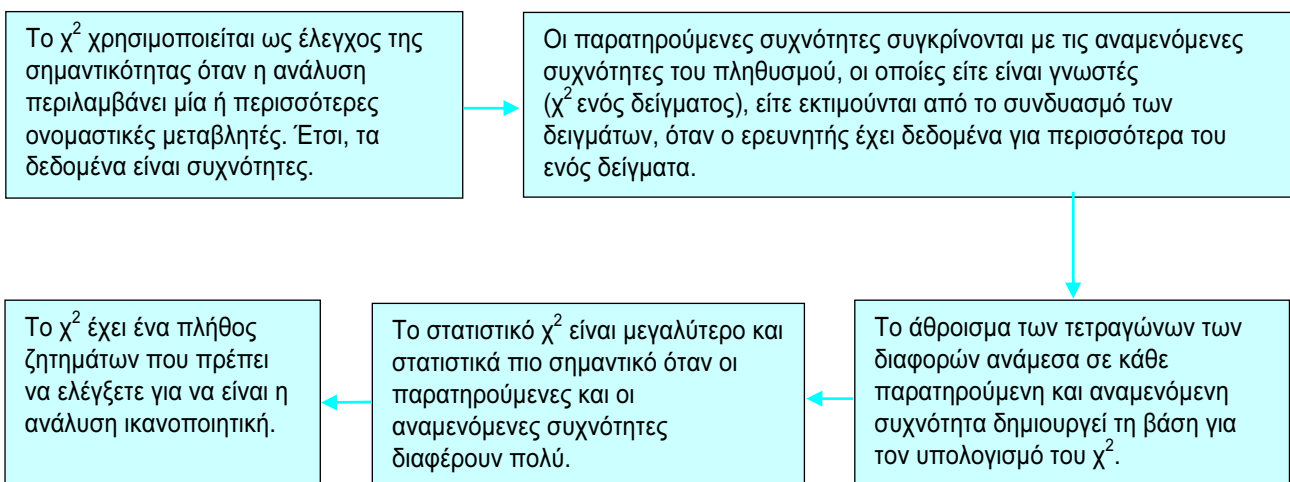 Το χ² χρησιμοποιείται ως έλεγχος της
σημαντικότητας όταν η ανάλυση
περιλαμβάνει μία ή περισσότερες
ονομαστικές μεταβλητές. Έτσι, τα
δεδομένα είναι συχνότητες.
Οι παρατηρούμενες συχνότητες συγκρίνονται με τις αναμενόμενες
συχνότητες του πληθυσμού, οι οποίες είτε είναι γνωστές
(χ² ενός δείγματος), είτε εκτιμούνται από το συνδυασμό των
δειγμάτων, όταν ο ερευνητής έχει δεδομένα για περισσότερα του
ενός δείγματα.
Το άθροισμα των τετραγώνων των
διαφορών ανάμεσα σε κάθε
παρατηρούμενη και αναμενόμενη
συχνότητα δημιουργεί τη βάση για
τον υπολογισμό του χ².
Το στατιστικό χ² είναι μεγαλύτερο και
στατιστικά πιο σημαντικό όταν οι
παρατηρούμενες και οι
αναμενόμενες συχνότητες
διαφέρουν πολύ.
Το χ² έχει ένα πλήθος
ζητημάτων που πρέπει
να ελέγξετε για να είναι η
ανάλυση ικανοποιητική.